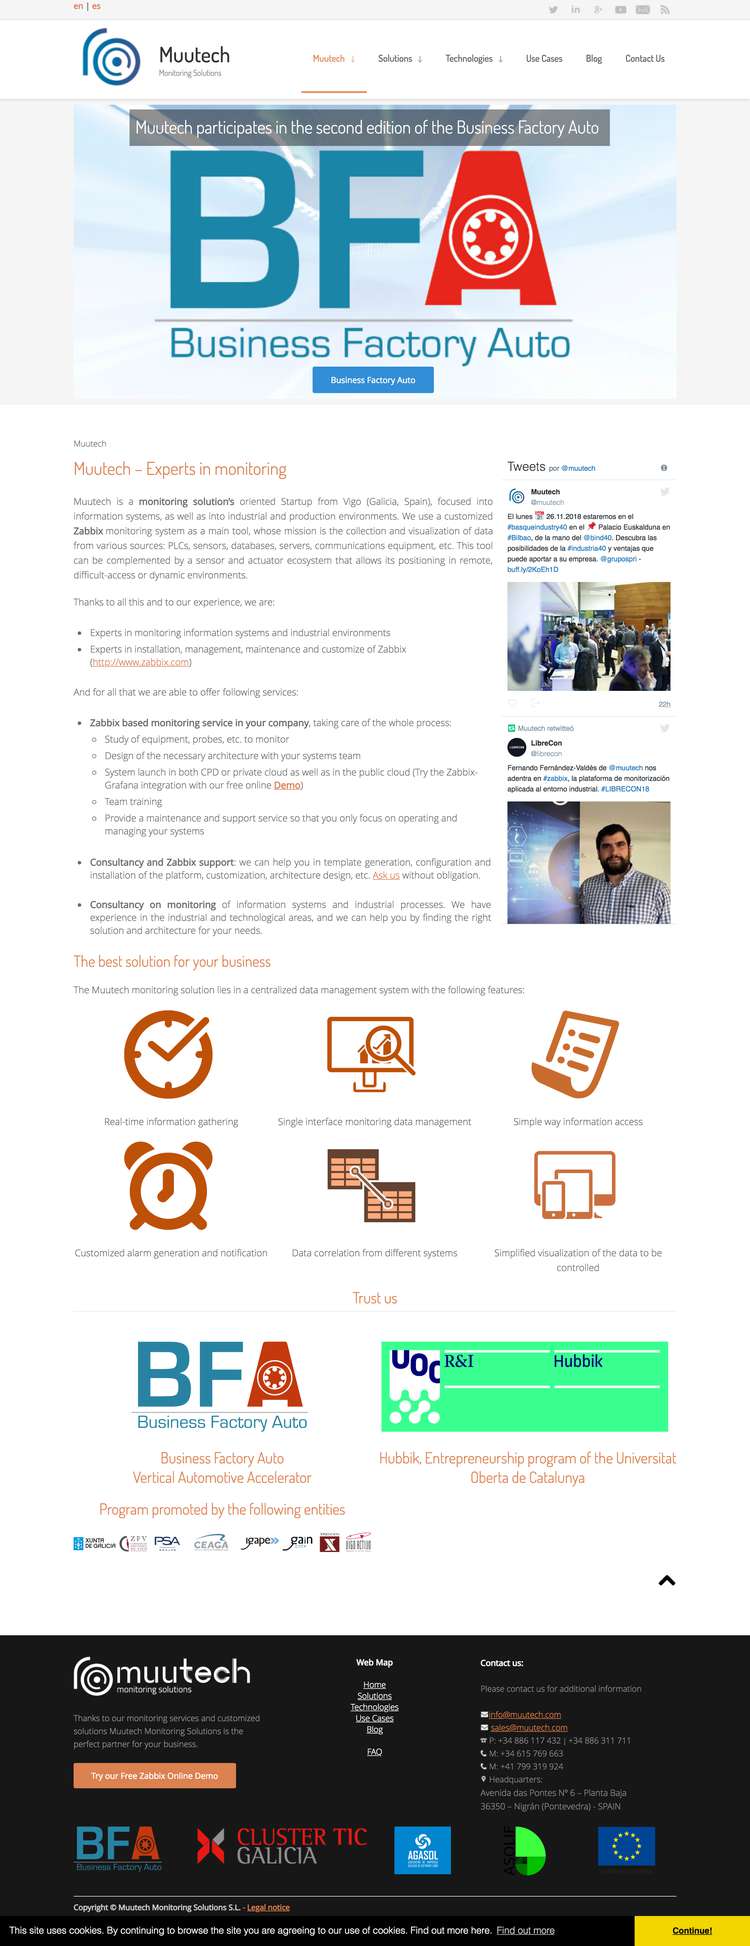 en | es
Muutech
Monitoring Solutions
Muutech ↓
Solutions ↓
Technologies ↓
Use Cases
Blog
Contact Us
Muutech participates in the second edition of the Business Factory Auto
BFA
Business Factory Auto
Business Factory Auto
Muutech
Muutech – Experts in monitoring
Muutech is a monitoring solution's oriented Startup from Vigo (Galicia, Spain), focused into
information systems, as well as into industrial and production environments. We use a customized
Zabbix monitoring system as a main tool, whose mission is the collection and visualization of data
from various sources: PLCs, sensors, databases, servers, communications equipment, etc. This tool
can be complemented by a sensor and actuator ecosystem that allows its positioning in remote,
difficult-access or dynamic environments.
Thanks to all this and to our experience, we are:
Experts in monitoring information systems and industrial environments
Experts in installation, management, maintenance and customize of Zabbix
(http://www.zabbix.com)
And for all that we are able to offer following services:
Zabbix based monitoring service in your company, taking care of the whole process:
Study of equipment, probes, etc. to monitor
Design of the necessary architecture with your systems team
System launch in both CPD or private cloud as well as in the public cloud (Try the Zabbix-
Grafana integration with our free online Demo)
Team training
Provide a maintenance and support service so that you only focus on operating and
managing your systems
Consultancy and Zabbix support: we can help you in template generation, configuration and
installation of the platform, customization, architecture design, etc. Ask us without obligation.
Consultancy on monitoring of information systems and industrial processes. We have
experience in the industrial and technological areas, and we can help you by finding the right
solution and architecture for your needs.
Tweets por @muutech
Muutech
@muutech
El lunes 26.11.2018 estaremos en el
#basqueindustry40 en el Palacio Euskalduna en
#Bilbao, de la mano del @bind40. Descubra las
posibilidades de la #industria40 y ventajas que
puede aportar a su empresa. @grupospri -
buff.ly/2KoEh1D
22h
Muutech retwitteó
LibreCon
@librecon
Fernando Fernández-Valdés de @muutech nos
adentra en #zabbix, la plataforma de monitorización
aplicada al entorno industrial. #LIBRECON18
The best solution for your business
The Muutech monitoring solution lies in a centralized data management system with the following features:
Real-time information gathering
Single interface monitoring data management
Simple way information access
Customized alarm generation and notification
Data correlation from different systems
Simplified visualization of the data to be
controlled
Trust us
BFA
Business Factory Auto
UOC
R&I
Hubbik
Business Factory Auto
Vertical Automotive Accelerator
Hubbik, Entrepreneurship program of the Universitat
Oberta de Catalunya
Program promoted by the following entities
XUNTA
DE GALICIA
ZFV
PSA
CEAGA
igape
gain
VIGO ACTIVO
muutech
monitoring solutions
Thanks to our monitoring services and customized
solutions Muutech Monitoring Solutions is the
perfect partner for your business.
Try our Free Zabbix Online Demo
Web Map
Home
Solutions
Technologies
Use Cases
Blog
FAQ
Contact us:
Please contact us for additional information
info@muutech.com
sales@muutech.com
P: +34 886 117 432 | +34 886 311 711
M: +34 615 769 663
M: +41 799 319 924
Headquarters:
Avenida das Pontes Nº 6 – Planta Baja
36350 – Nigrán (Pontevedra) - SPAIN
BFA
Business Factory Auto
CLUSTER TIC
GALICIA
AGASOL
Copyright © Muutech Monitoring Solutions S.L. - Legal notice
This site uses cookies. By continuing to browse the site you are agreeing to our use of cookies. Find out more here. Find out more
Continue!